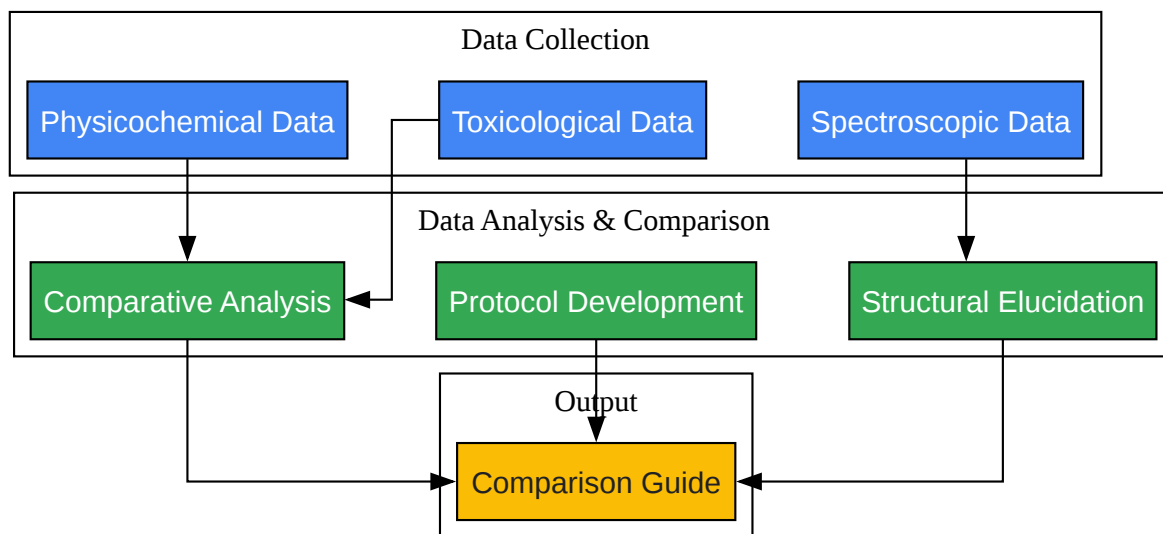 Data Collection
Physicochemical Data
Toxicological Data
Spectroscopic Data
Data Analysis & Comparison
Comparative Analysis
Protocol Development
Structural Elucidation
Output
Comparison Guide